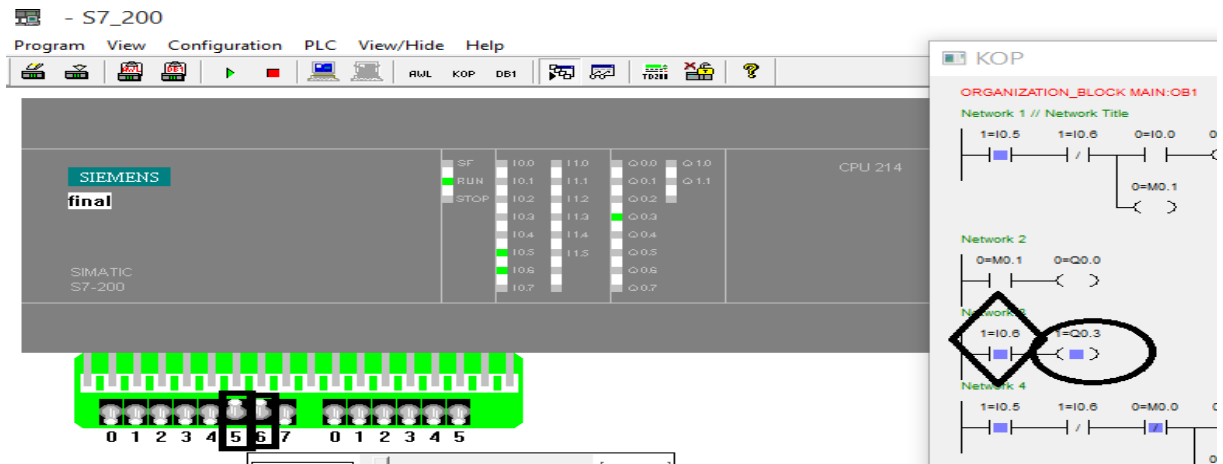 - S7_200
Program View Configuration PLC View/Hide Help
AWL KOP DB1 TD200
KOP
ORGANIZATION_BLOCK MAIN:OB1
Network 1 // Network Title
1=I0.5 1=I0.6 0=I0.0 0
0=M0.1
Network 2
0=M0.1 0=Q0.0
Network 3
1=I0.6 1=Q0.3
Network 4
1=I0.5 1=I0.6 0=M0.0 0
0
SIEMENS
final
SIMATIC
S7-200
SF I0.0 I1.0 Q0.0 Q1.0
RUN I0.1 I1.1 Q0.1 Q1.1
STOP I0.2 I1.2 Q0.2
I0.3 I1.3 Q0.3
I0.4 I1.4 Q0.4
I0.5 I1.5 Q0.5
I0.6 Q0.6
I0.7 Q0.7
CPU 214
0 1 2 3 4 5 6 7 0 1 2 3 4 5